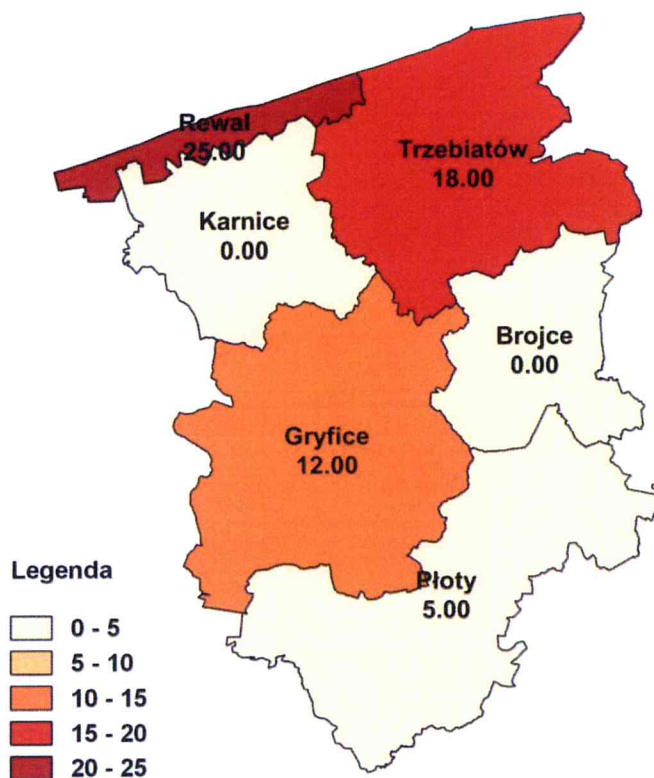 Rewal
25.00
Trzebiatów
18.00
Karnice
0.00
Brojce
0.00
Gryfice
12.00
Płoty
5.00
Legenda
0 - 5
5 - 10
10 - 15
15 - 20
20 - 25